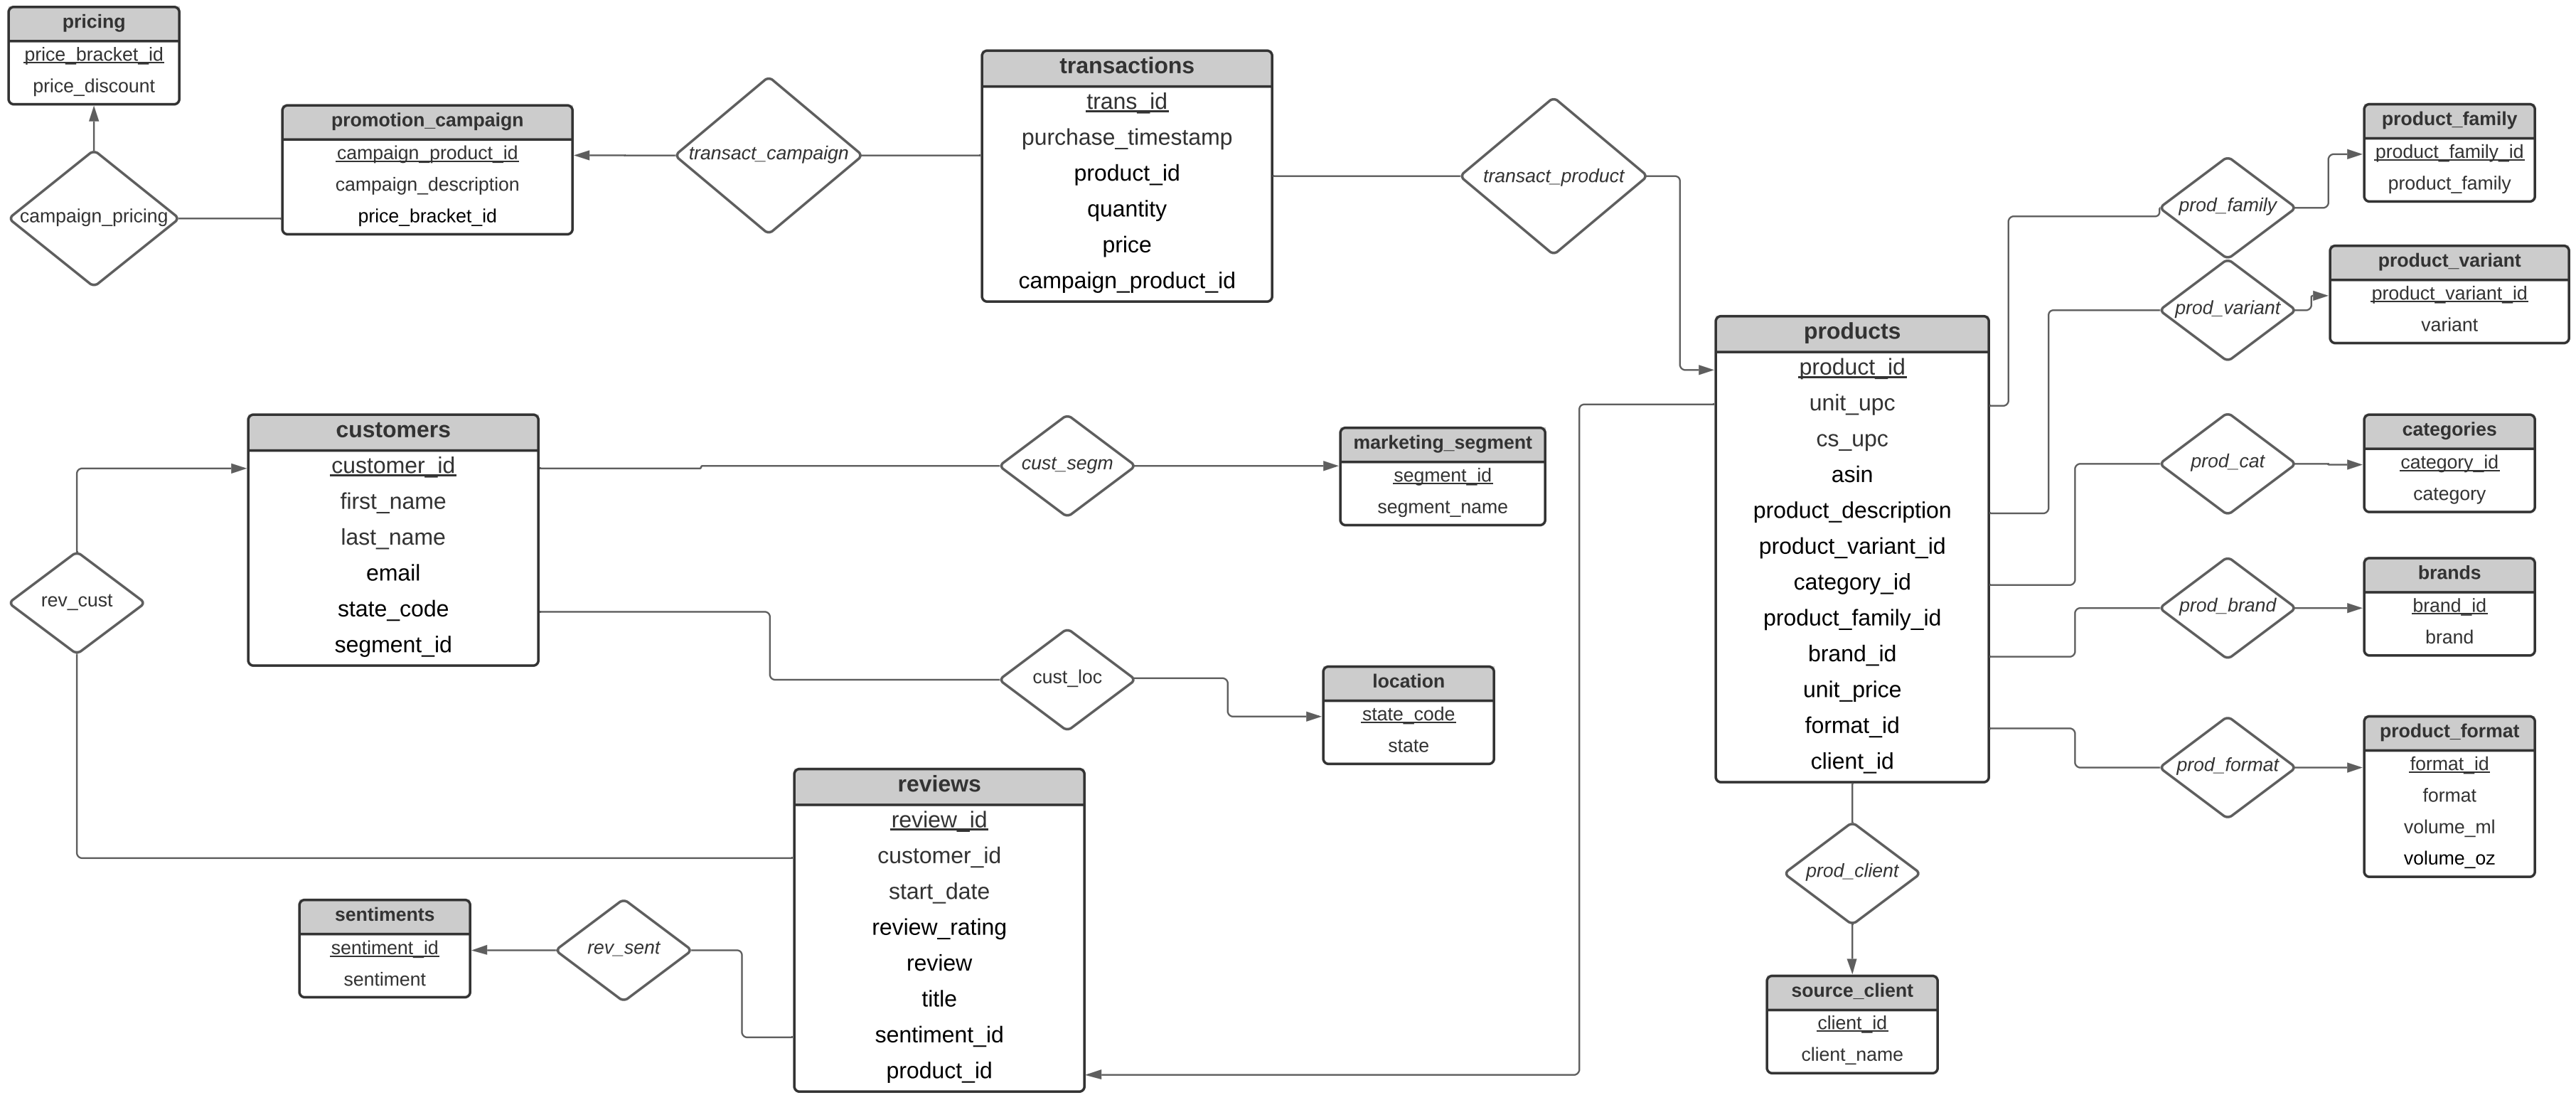 pricing
price_bracket_id
price_discount
campaign_pricing
promotion_campaign
campaign_product_id
campaign_description
price_bracket_id
transact_campaign
transactions
trans_id
purchase_timestamp
product_id
quantity
price
campaign_product_id
transact_product
products
product_id
unit_upc
cs_upc
asin
product_description
product_variant_id
category_id
product_family_id
brand_id
unit_price
format_id
client_id
prod_family
product_family
product_family_id
product_family
prod_variant
product_variant
product_variant_id
variant
prod_cat
categories
category_id
category
prod_brand
brands
brand_id
brand
prod_format
product_format
format_id
format
volume_ml
volume_oz
prod_client
source_client
client_id
client_name
customers
customer_id
first_name
last_name
email
state_code
segment_id
cust_segm
marketing_segment
segment_id
segment_name
cust_loc
location
state_code
state
rev_cust
reviews
review_id
customer_id
start_date
review_rating
review
title
sentiment_id
product_id
rev_sent
sentiments
sentiment_id
sentiment